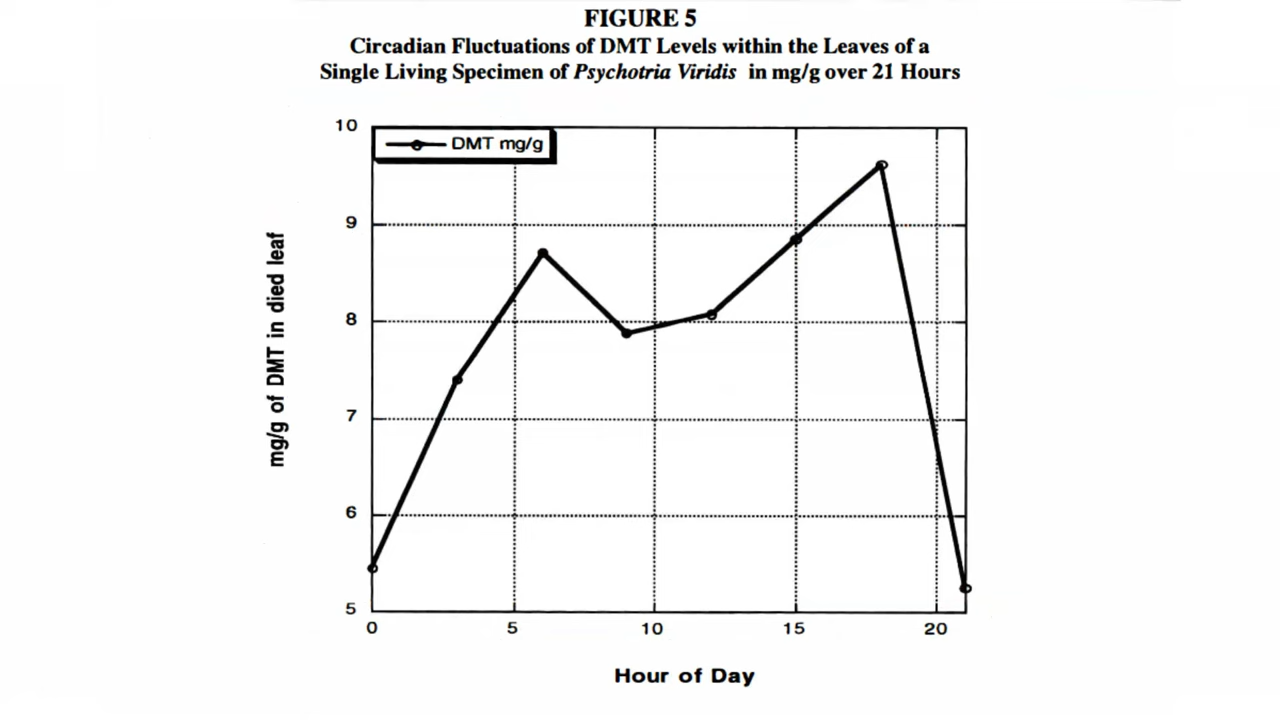 FIGURE 5
Circadian Fluctuations of DMT Levels within the Leaves of a
Single Living Specimen of Psychotria Viridis in mg/g over 21 Hours
DMT mg/g
10
9
8
7
6
5
mg/g of DMT in died leaf
0 5 10 15 20
Hour of Day